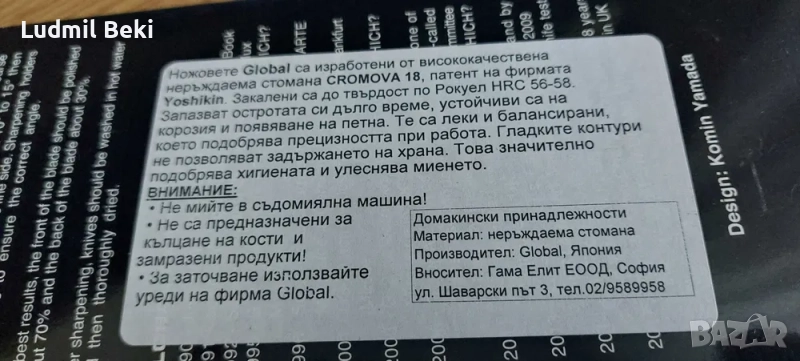 Ludmil Beki
Ножовете Global са изработени от висококачествена
неръждаема стомана CROMOVA 18, патент на фирмата
Yoshikin. Закалени са до твърдост по Рокуел HRC 56-58.
Запазват остротата си дълго време, устойчиви са на
корозия и появяване на петна. Те са леки и балансирани,
което подобрява прецизността при работа. Гладките контури
не позволяват задържането на храна. Това значително
подобрява хигиената и улеснява миенето.
ВНИМАНИЕ:
• Не мийте в съдомиялна машина!
• Не са предназначени за
кълцане на кости и
замразени продукти!
• За заточване използвайте
уреди на фирма Global.
Домакински принадлежности
Материал: неръждаема стомана
Производител: Global, Япония
Вносител: Гама Елит ЕООД, София
ул. Шаварски път 3, тел.02/9589958
Design: Komin Yamada
to ensure the correct angle.
best results, the front of the blade should be polished
out 70% and the back of the blade about 30%.
er sharpening, knives should be washed in hot water
then thoroughly dried.
BAZAR